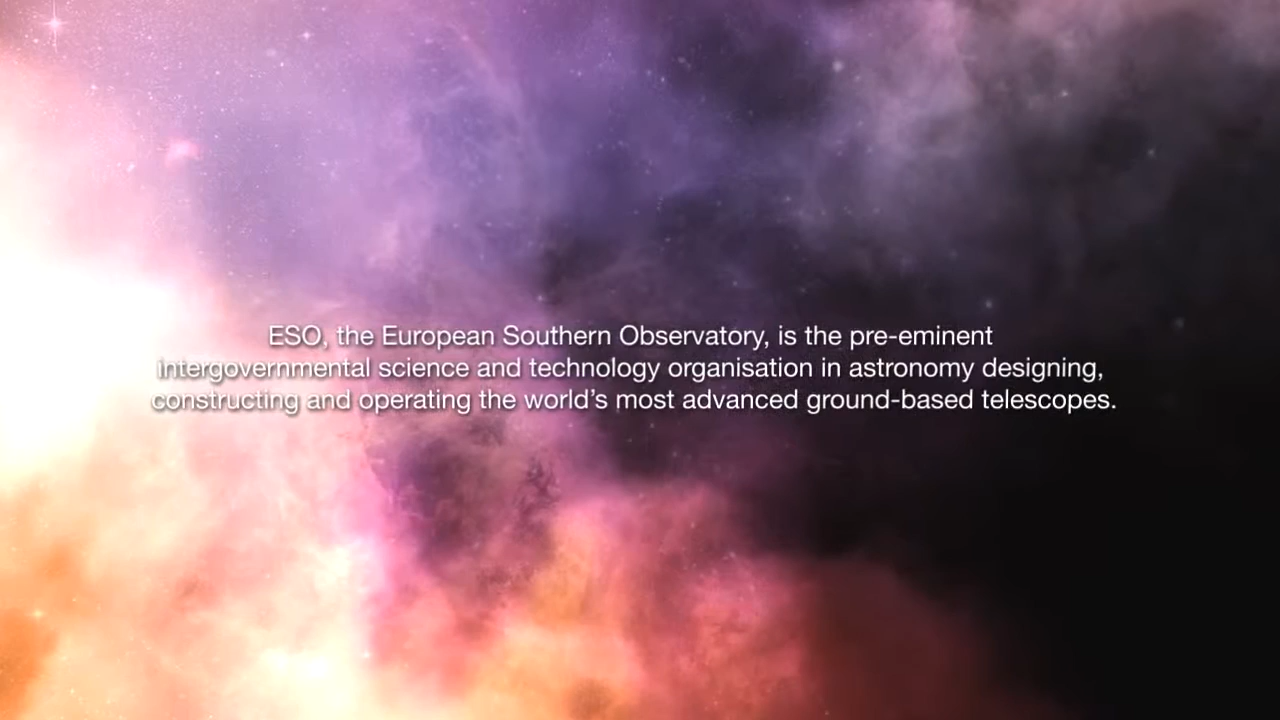 ESO, the European Southern Observatory, is the pre-eminent
intergovernmental science and technology organisation in astronomy designing,
constructing and operating the world’s most advanced ground-based telescopes.